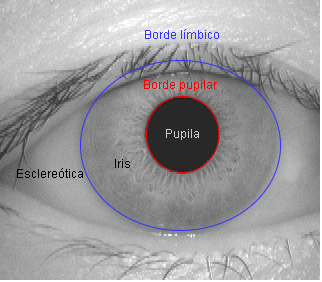 Borde límbico
Borde pupilar
Pupila
Iris
Esclereótica